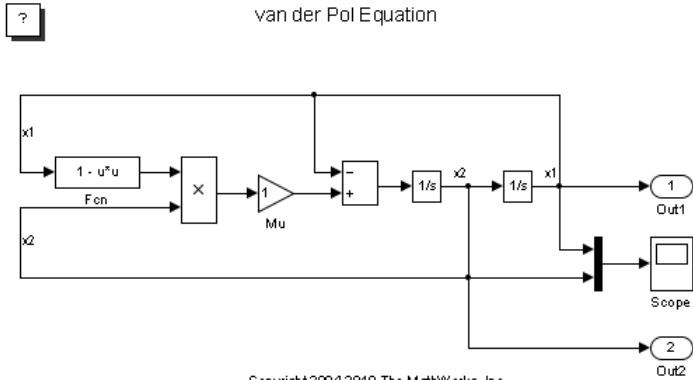 ?
van der Pol Equation
x1
1 - u*u
Fcn
×
1
Mu
−
+
1/s
x2
1/s
x1
1
Out1
x2
Scope
2
Out2